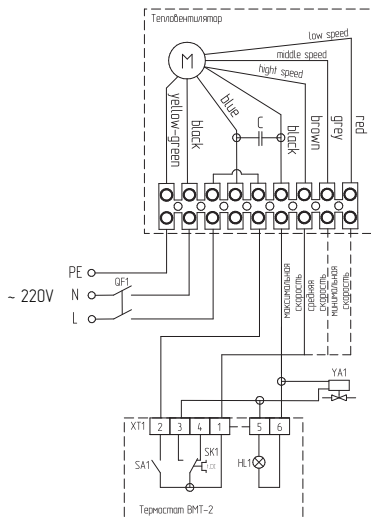 Тепловентилятор
low speed
middle speed
hight speed
M
yellow-green
black
blue
C
black
brown
grey
red
PE
N
L
QF1
~ 220V
максимальная
скорость
средняя
скорость
минимальная
скорость
YA1
XT1
2
3
4
1
5
6
SA1
SK1
HL1
Термостат ВМТ-2